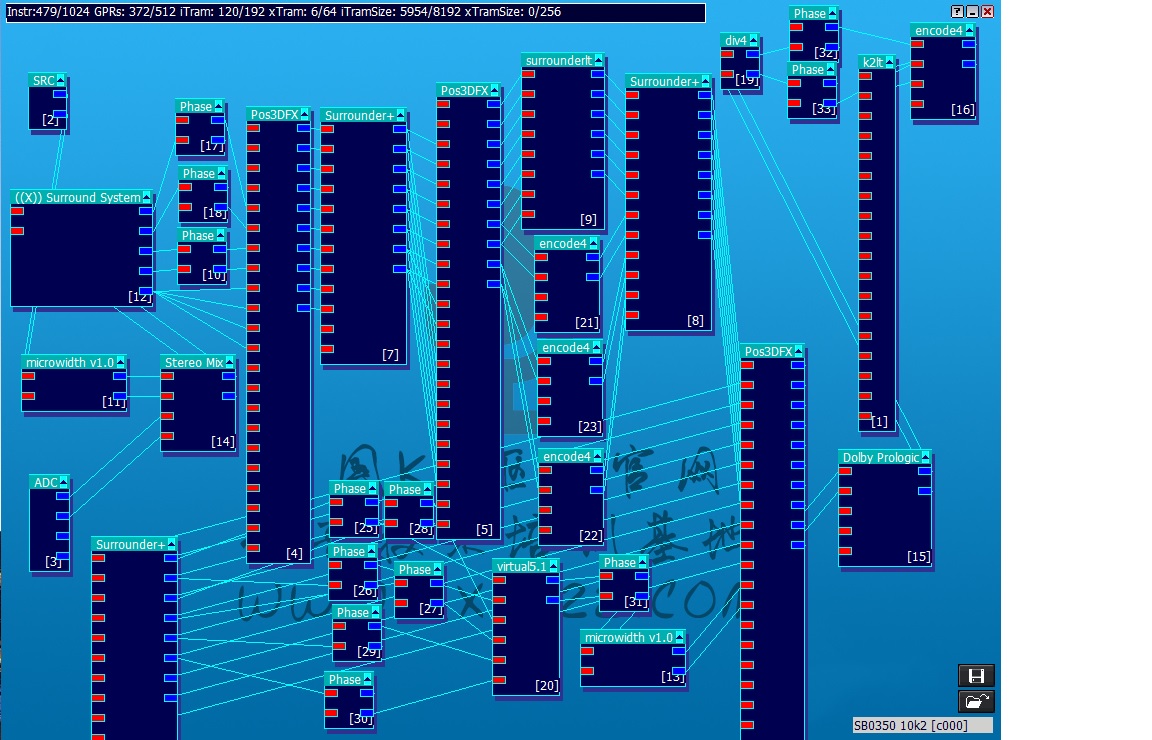 Instr:479/1024 GPRs: 372/512 iTram: 120/192 xTram: 6/64 iTramSize: 5954/8192 xTramSize: 0/256
Phase
[32]
encode4
[16]
div4
[19]
k2lt
[1]
Phase
[33]
surrounderlt
[9]
SRC
[2]
Surrounder+
[8]
Pos3DFX
[5]
Phase
[17]
Pos3DFX
[4]
Surrounder+
[7]
Phase
[18]
((X)) Surround System
[12]
Phase
[10]
encode4
[21]
encode4
[23]
Pos3DFX
microwidth v1.0
[11]
Stereo Mix
[14]
encode4
[22]
Dolby Prologic
[15]
ADC
[3]
Phase
[25]
Phase
[28]
Surrounder+
Phase
[26]
Phase
[27]
virtual5.1
[20]
Phase
[31]
Phase
[29]
microwidth v1.0
[13]
Phase
[30]
SB0350 10k2 [c000]